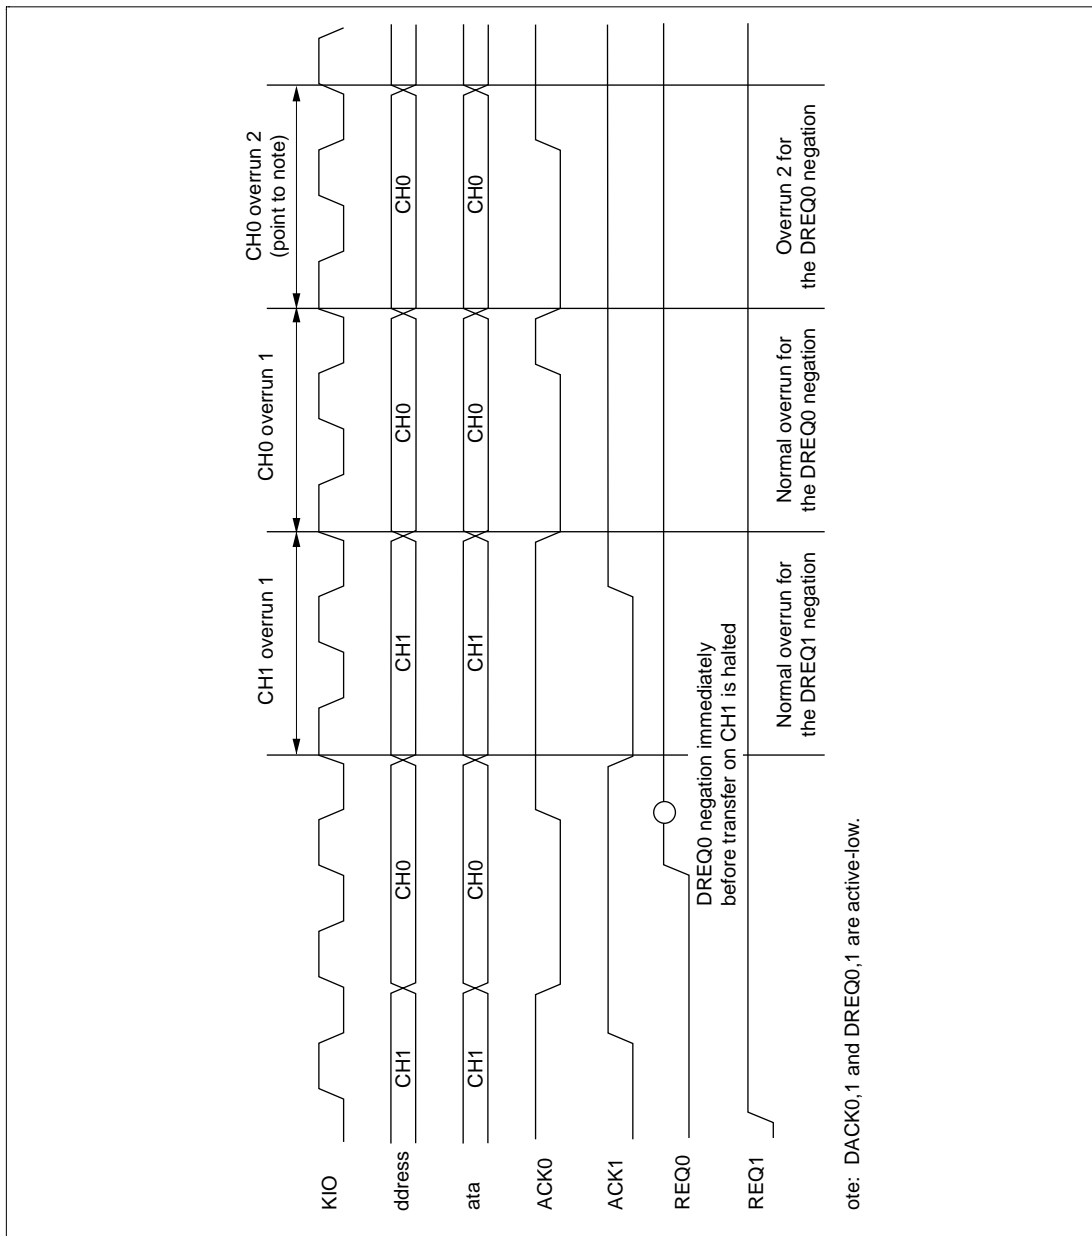 CH1 overrun 1
CH0 overrun 1
CH0 overrun 2
(point to note)
KIO
ddress
CH1
CH0
CH1
CH0
CH0
ata
CH1
CH0
CH1
CH0
CH0
ACK0
ACK1
REQ0
DREQ0 negation immediately
before transfer on CH1 is halted
REQ1
Normal overrun for
the DREQ1 negation
Normal overrun for
the DREQ0 negation
Overrun 2 for
the DREQ0 negation
ote: DACK0,1 and DREQ0,1 are active-low.